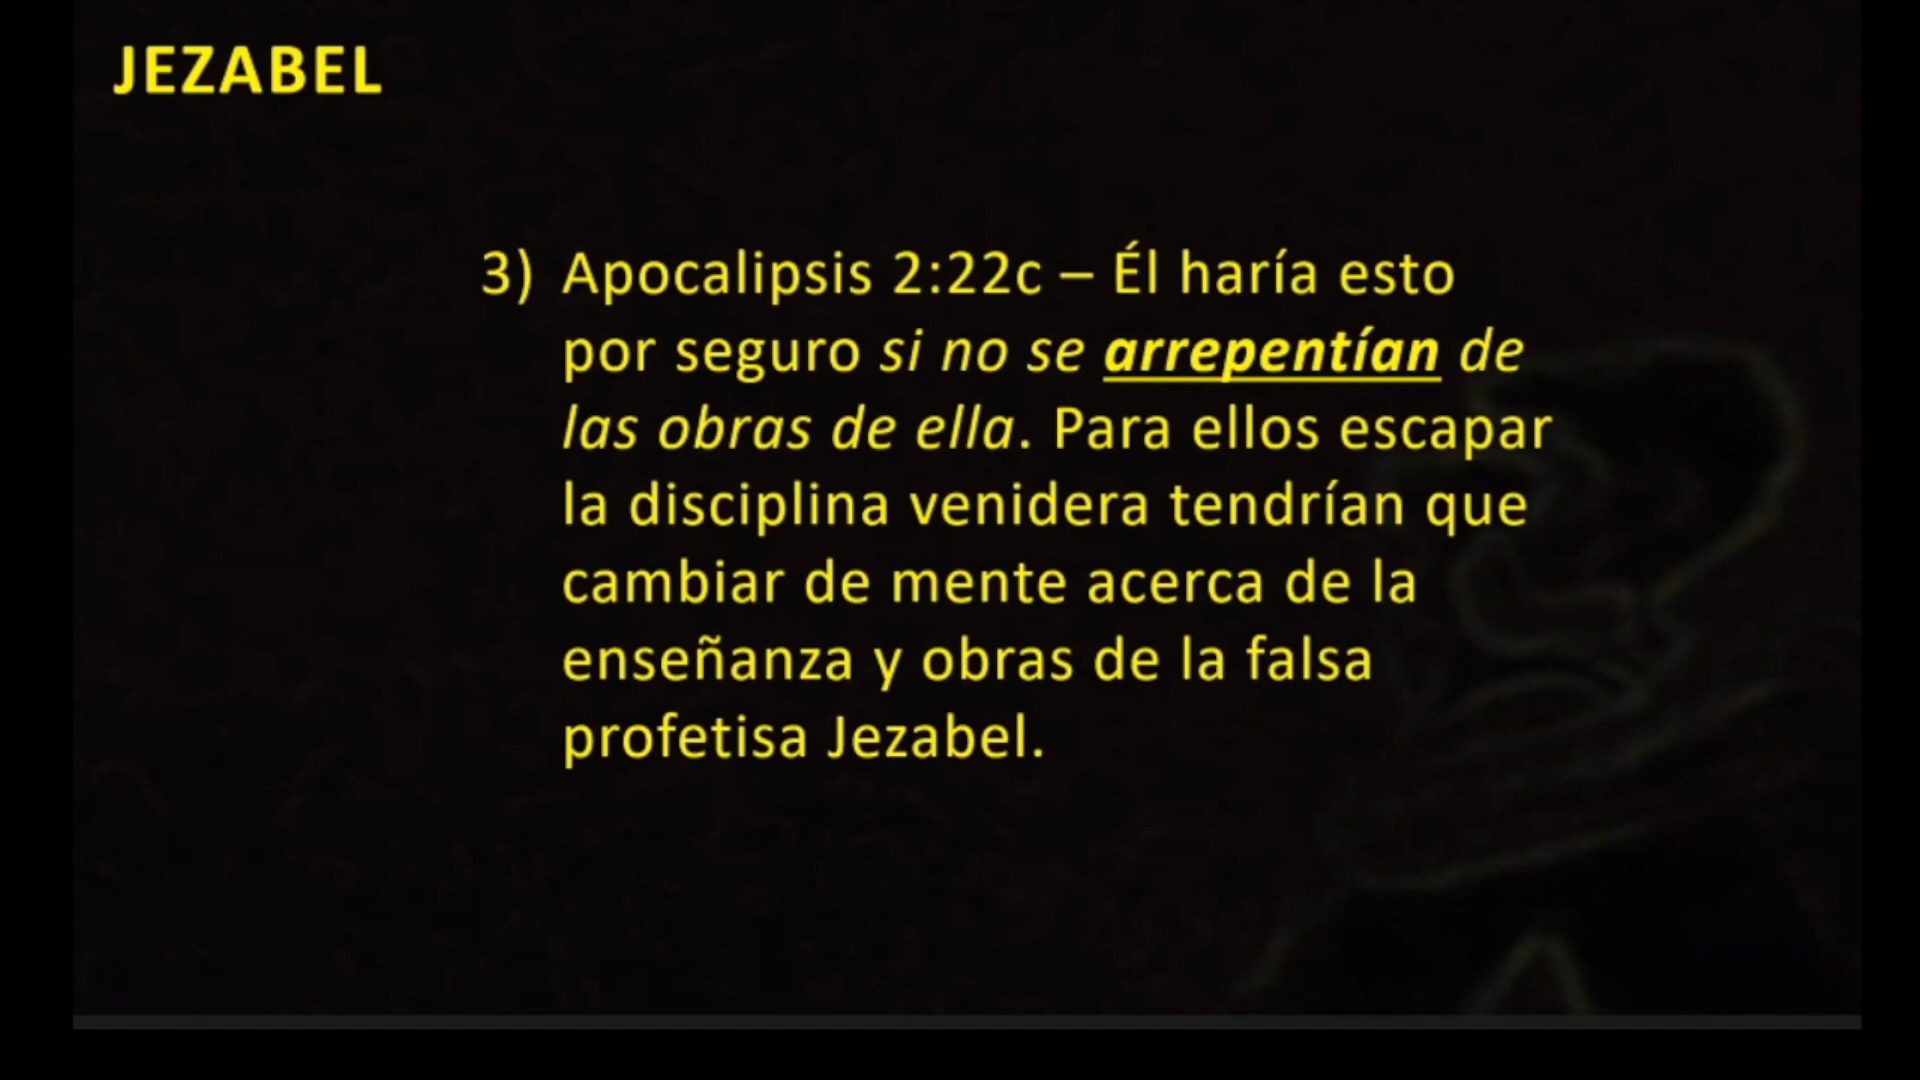 JEZABEL
3) Apocalipsis 2:22c – Él haría esto
por seguro si no se arrepentían de
las obras de ella. Para ellos escapar
la disciplina venidera tendrían que
cambiar de mente acerca de la
enseñanza y obras de la falsa
profetisa Jezabel.